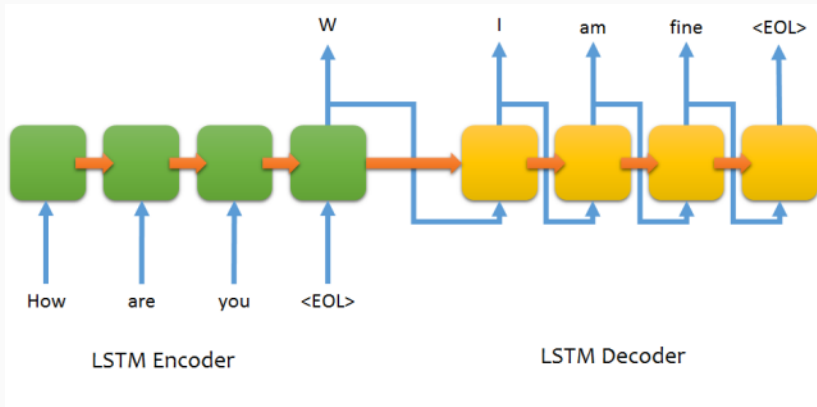 W I am fine <EOL>
How are you <EOL>
LSTM Encoder
LSTM Decoder